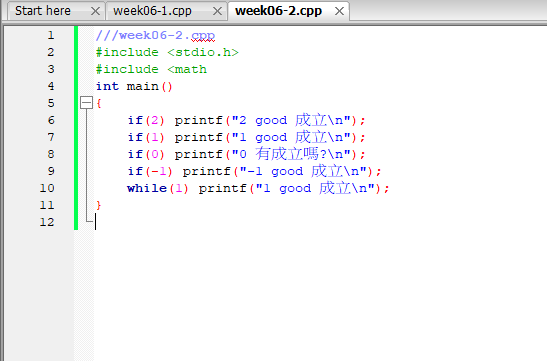 Start here × week06-1.cpp × week06-2.cpp ×
1 ///week06-2.cpp
2 #include <stdio.h>
3 #include <math
4 int main()
5 {
6 if(2) printf("2 good 成立\n");
7 if(1) printf("1 good 成立\n");
8 if(0) printf("0 有成立嗎?\n");
9 if(-1) printf("-1 good 成立\n");
10 while(1) printf("1 good 成立\n");
11 }
12